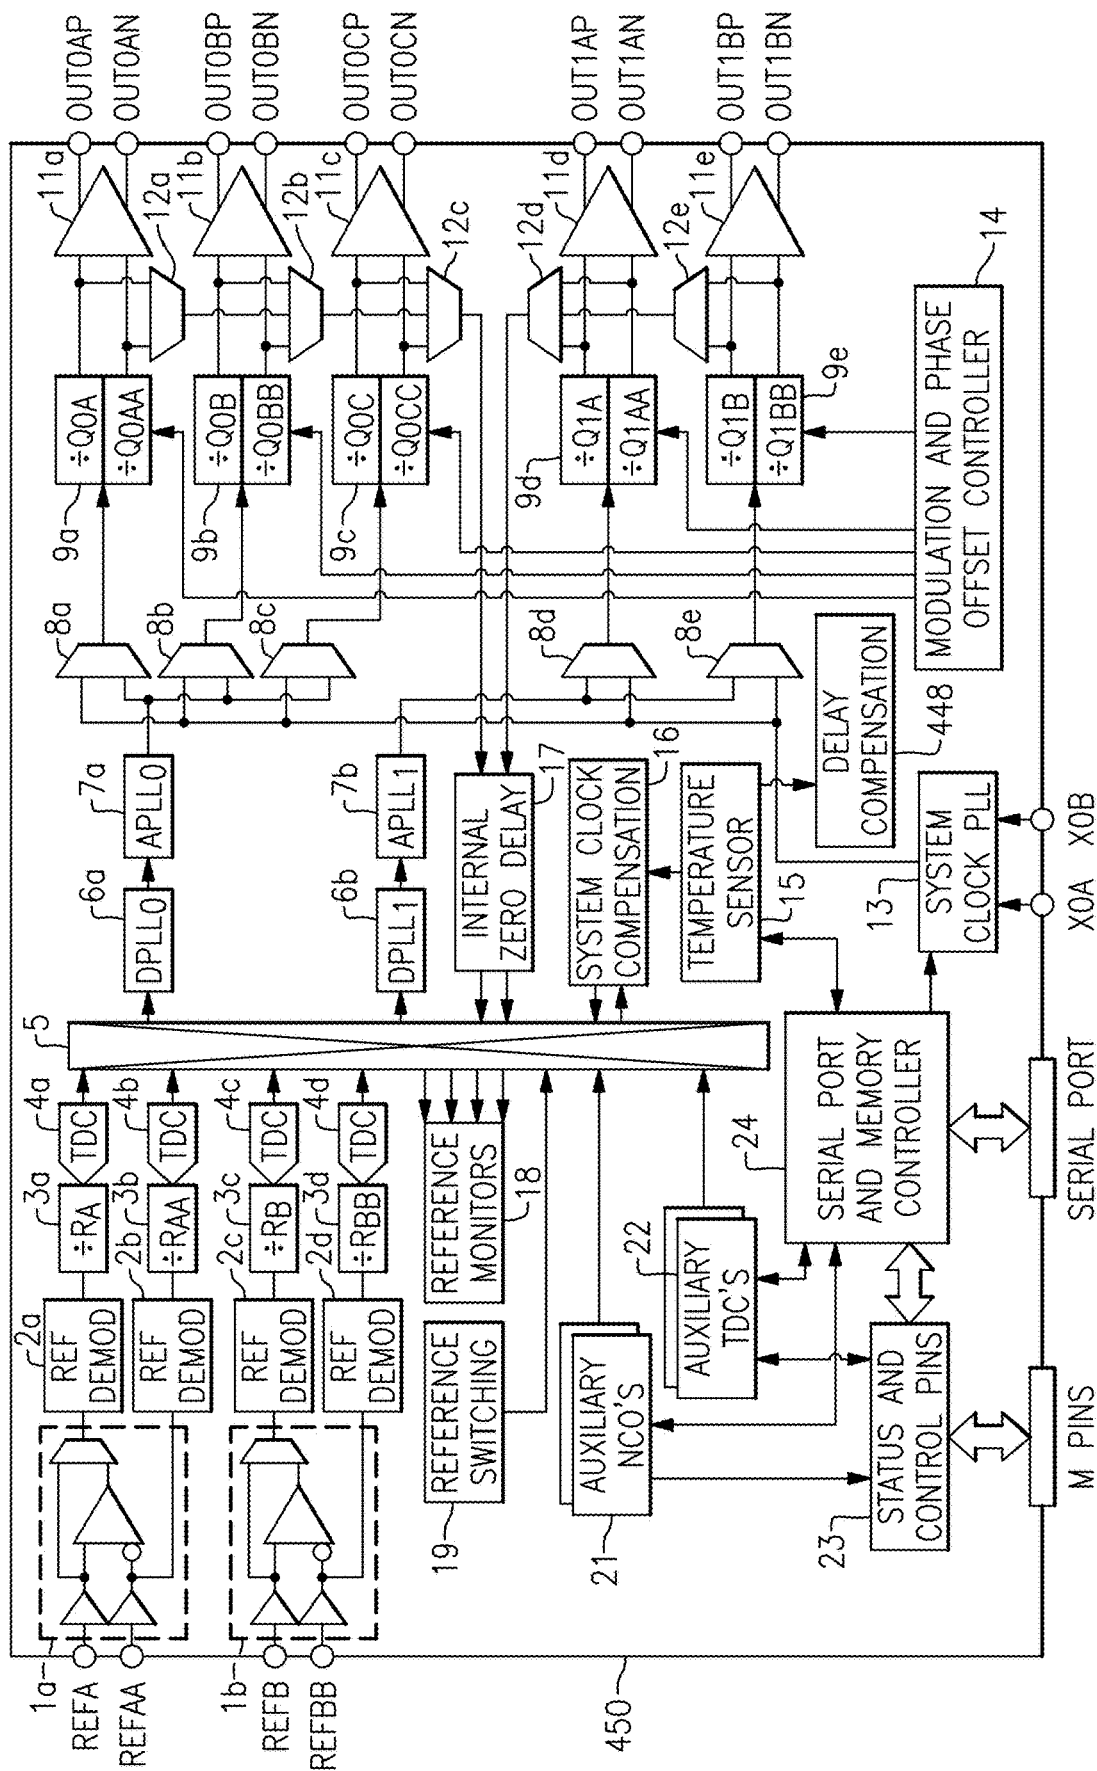 1a
REFA
REFAA
1b
REFB
REFBB
2a
REF
DEMOD
2b
REF
DEMOD
2c
REF
DEMOD
2d
REF
DEMOD
3a
÷RA
3b
÷RAA
3c
÷RB
3d
÷RBB
4a
TDC
4b
TDC
4c
TDC
4d
TDC
5
6a
DPLL0
7a
APLL0
6b
DPLL1
7b
APLL1
8a
8b
8c
8d
8e
9a
÷Q0A
÷Q0AA
9b
÷Q0B
÷Q0BB
9c
÷Q0C
÷Q0CC
9d
÷Q1A
÷Q1AA
9e
÷Q1B
÷Q1BB
11a
12a
11b
12b
11c
12c
12d
11d
12e
11e
OUT0AP
OUT0AN
OUT0BP
OUT0BN
OUT0CP
OUT0CN
OUT1AP
OUT1AN
OUT1BP
OUT1BN
REFERENCE
MONITORS
18
19
REFERENCE
SWITCHING
INTERNAL
ZERO DELAY
17
SYSTEM CLOCK
COMPENSATION
16
TEMPERATURE
SENSOR
15
DELAY
COMPENSATION
448
MODULATION AND PHASE
OFFSET CONTROLLER
14
13
SYSTEM
CLOCK PLL
21
AUXILIARY
NCO'S
22
AUXILIARY
TDC'S
24
SERIAL PORT
AND MEMORY
CONTROLLER
23
STATUS AND
CONTROL PINS
450
M PINS
SERIAL PORT
X0A
X0B